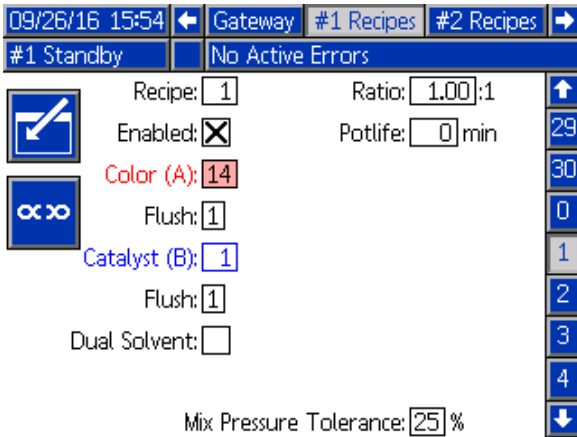 09/26/16 15:54 Gateway #1 Recipes #2 Recipes
#1 Standby No Active Errors
Recipe: 1 Ratio: 1.00:1
Enabled: Potlife: 0 min
29
Color (A): 14
30
Flush: 1
0
Catalyst (B): 1
1
Flush: 1
2
Dual Solvent:
3
4
Mix Pressure Tolerance: 25 %